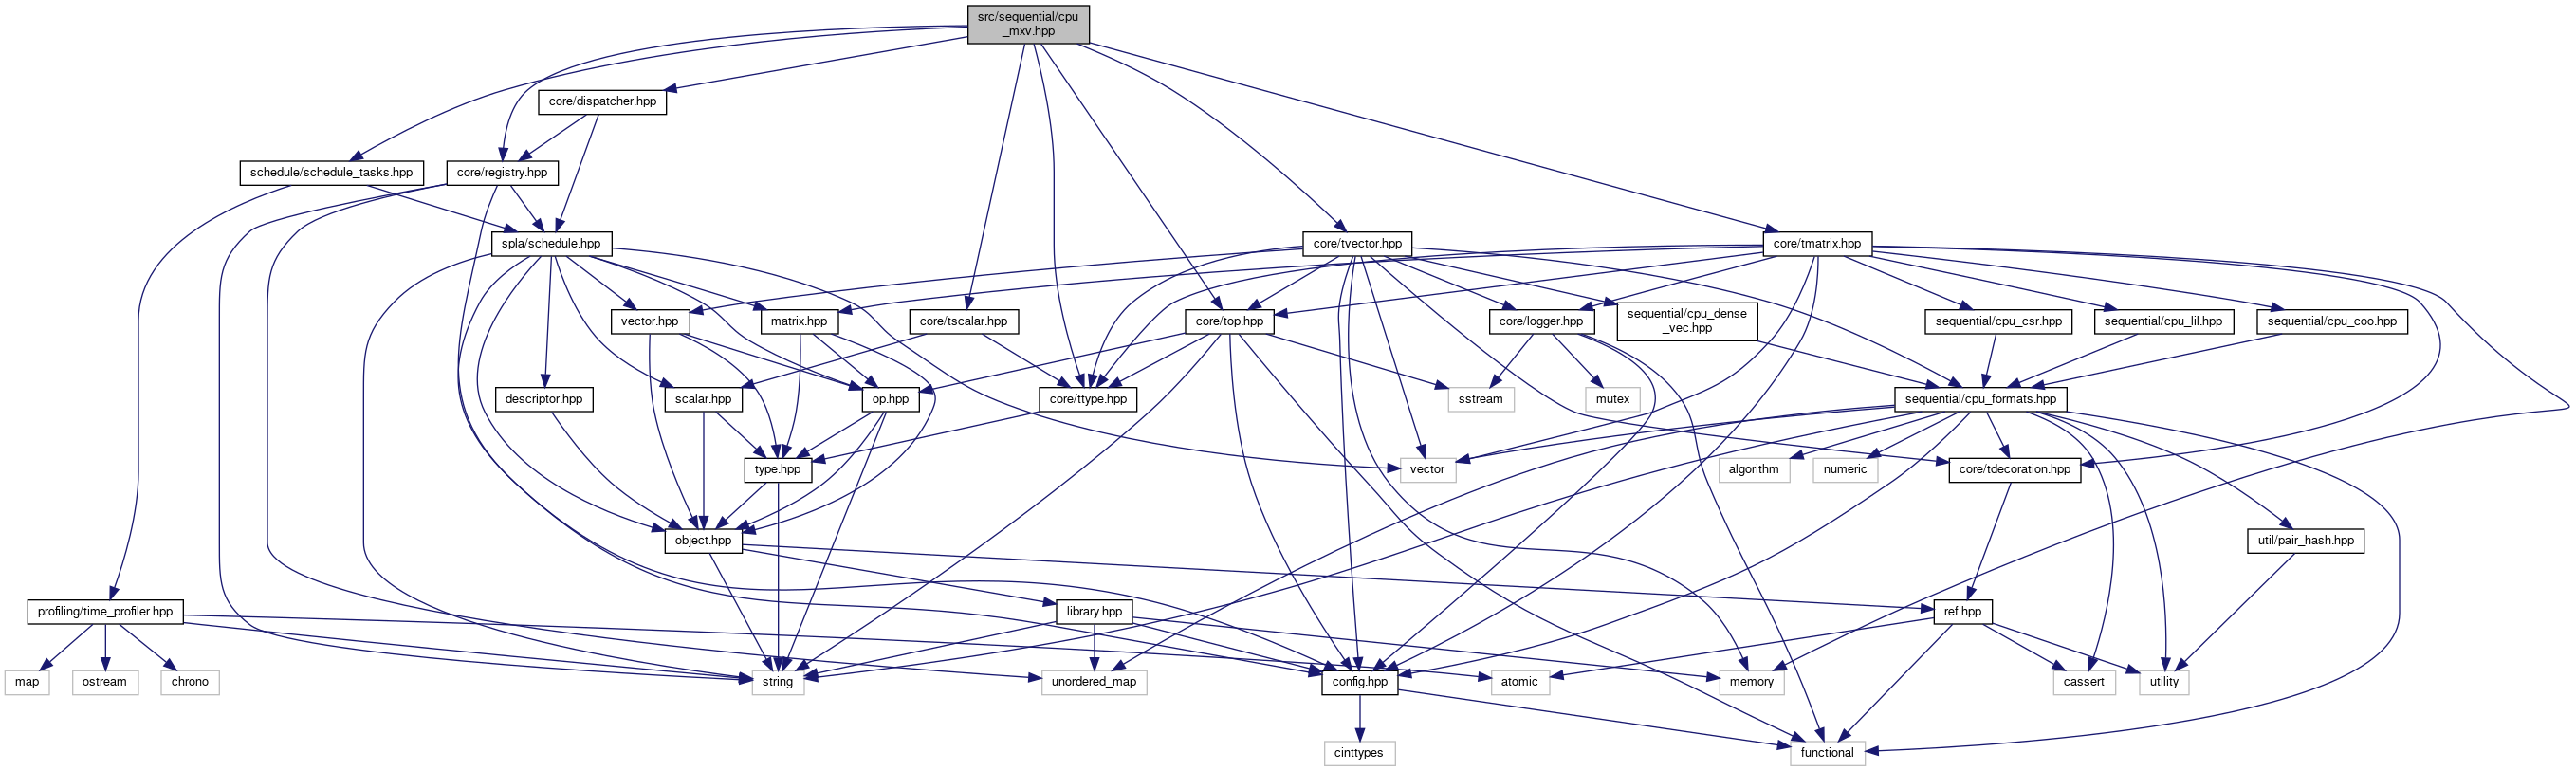 src/sequential/cpu
_mxv.hpp
core/dispatcher.hpp
schedule/schedule_tasks.hpp
core/registry.hpp
spla/schedule.hpp
core/tvector.hpp
core/tmatrix.hpp
vector.hpp
matrix.hpp
core/tscalar.hpp
core/top.hpp
core/logger.hpp
sequential/cpu_dense
_vec.hpp
sequential/cpu_csr.hpp
sequential/cpu_lil.hpp
sequential/cpu_coo.hpp
descriptor.hpp
scalar.hpp
op.hpp
core/ttype.hpp
sstream
mutex
sequential/cpu_formats.hpp
type.hpp
vector
algorithm
numeric
core/tdecoration.hpp
object.hpp
util/pair_hash.hpp
profiling/time_profiler.hpp
library.hpp
ref.hpp
map
ostream
chrono
string
unordered_map
config.hpp
atomic
memory
cassert
utility
cinttypes
functional